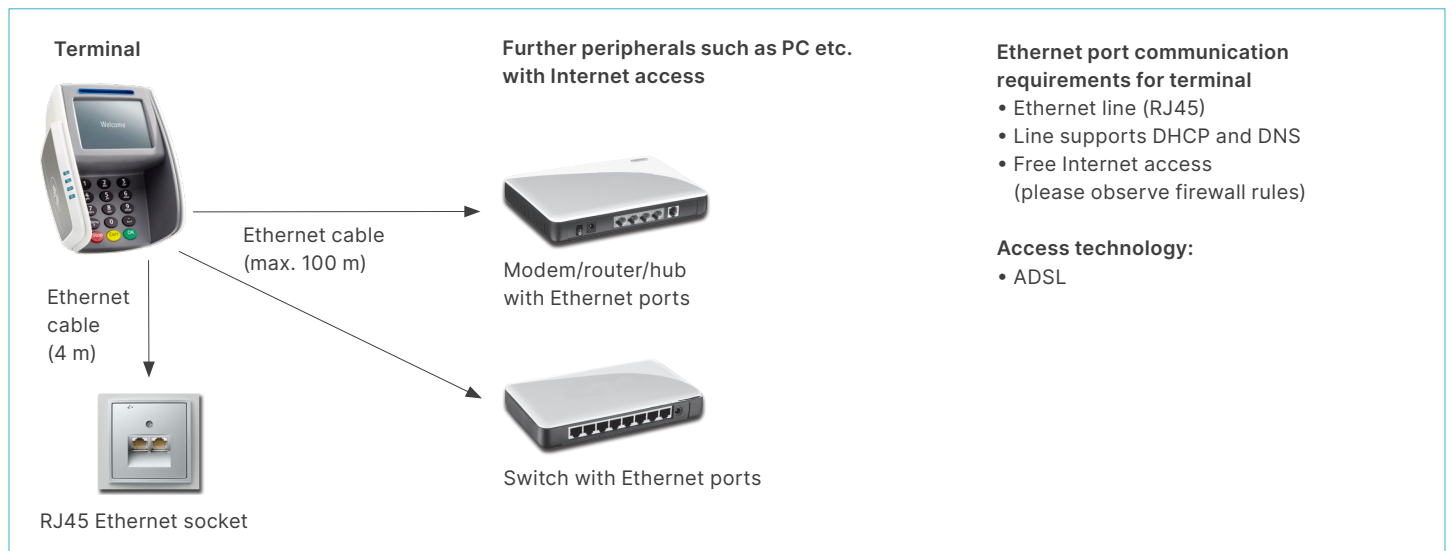 Terminal
Welcome
Ethernet cable
(max. 100 m)
Ethernet
cable
(4 m)
RJ45 Ethernet socket
Further peripherals such as PC etc.
with Internet access
Modem/router/hub
with Ethernet ports
Switch with Ethernet ports
Ethernet port communication
requirements for terminal
• Ethernet line (RJ45)
• Line supports DHCP and DNS
• Free Internet access
(please observe firewall rules)
Access technology:
• ADSL